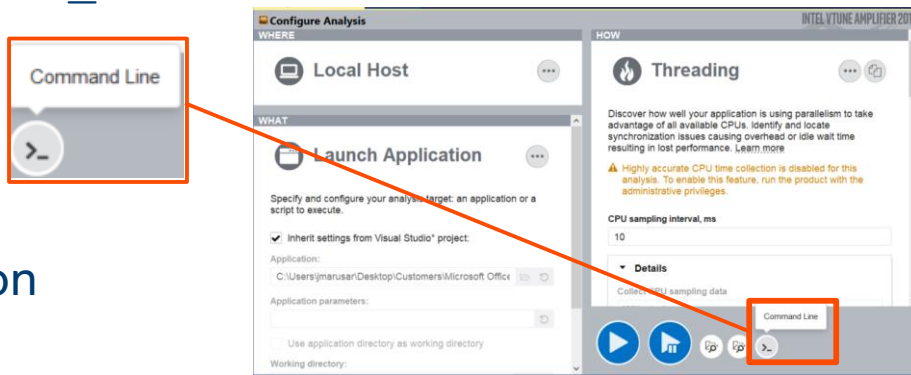 Command Line
>_
on
Configure Analysis
INTEL VTUNE AMPLIFIER 201
WHERE
Local Host
WHAT
Launch Application
Specify and configure your analysis target: an application or a
script to execute.
Inherit settings from Visual Studio* project:
Application:
C:\Users\jmarusar\Desktop\Customers\Microsoft Office
Application parameters:
Use application directory as working directory
Working directory:
HOW
Threading
Discover how well your application is using parallelism to take
advantage of all available CPUs. Identify and locate
synchronization issues causing overhead or idle wait time
resulting in lost performance. Learn more
Highly accurate CPU time collection is disabled for this
analysis. To enable this feature, run the product with the
administrative privileges.
CPU sampling interval, ms
10
Details
Collect CPU sampling data
Command Line
>_